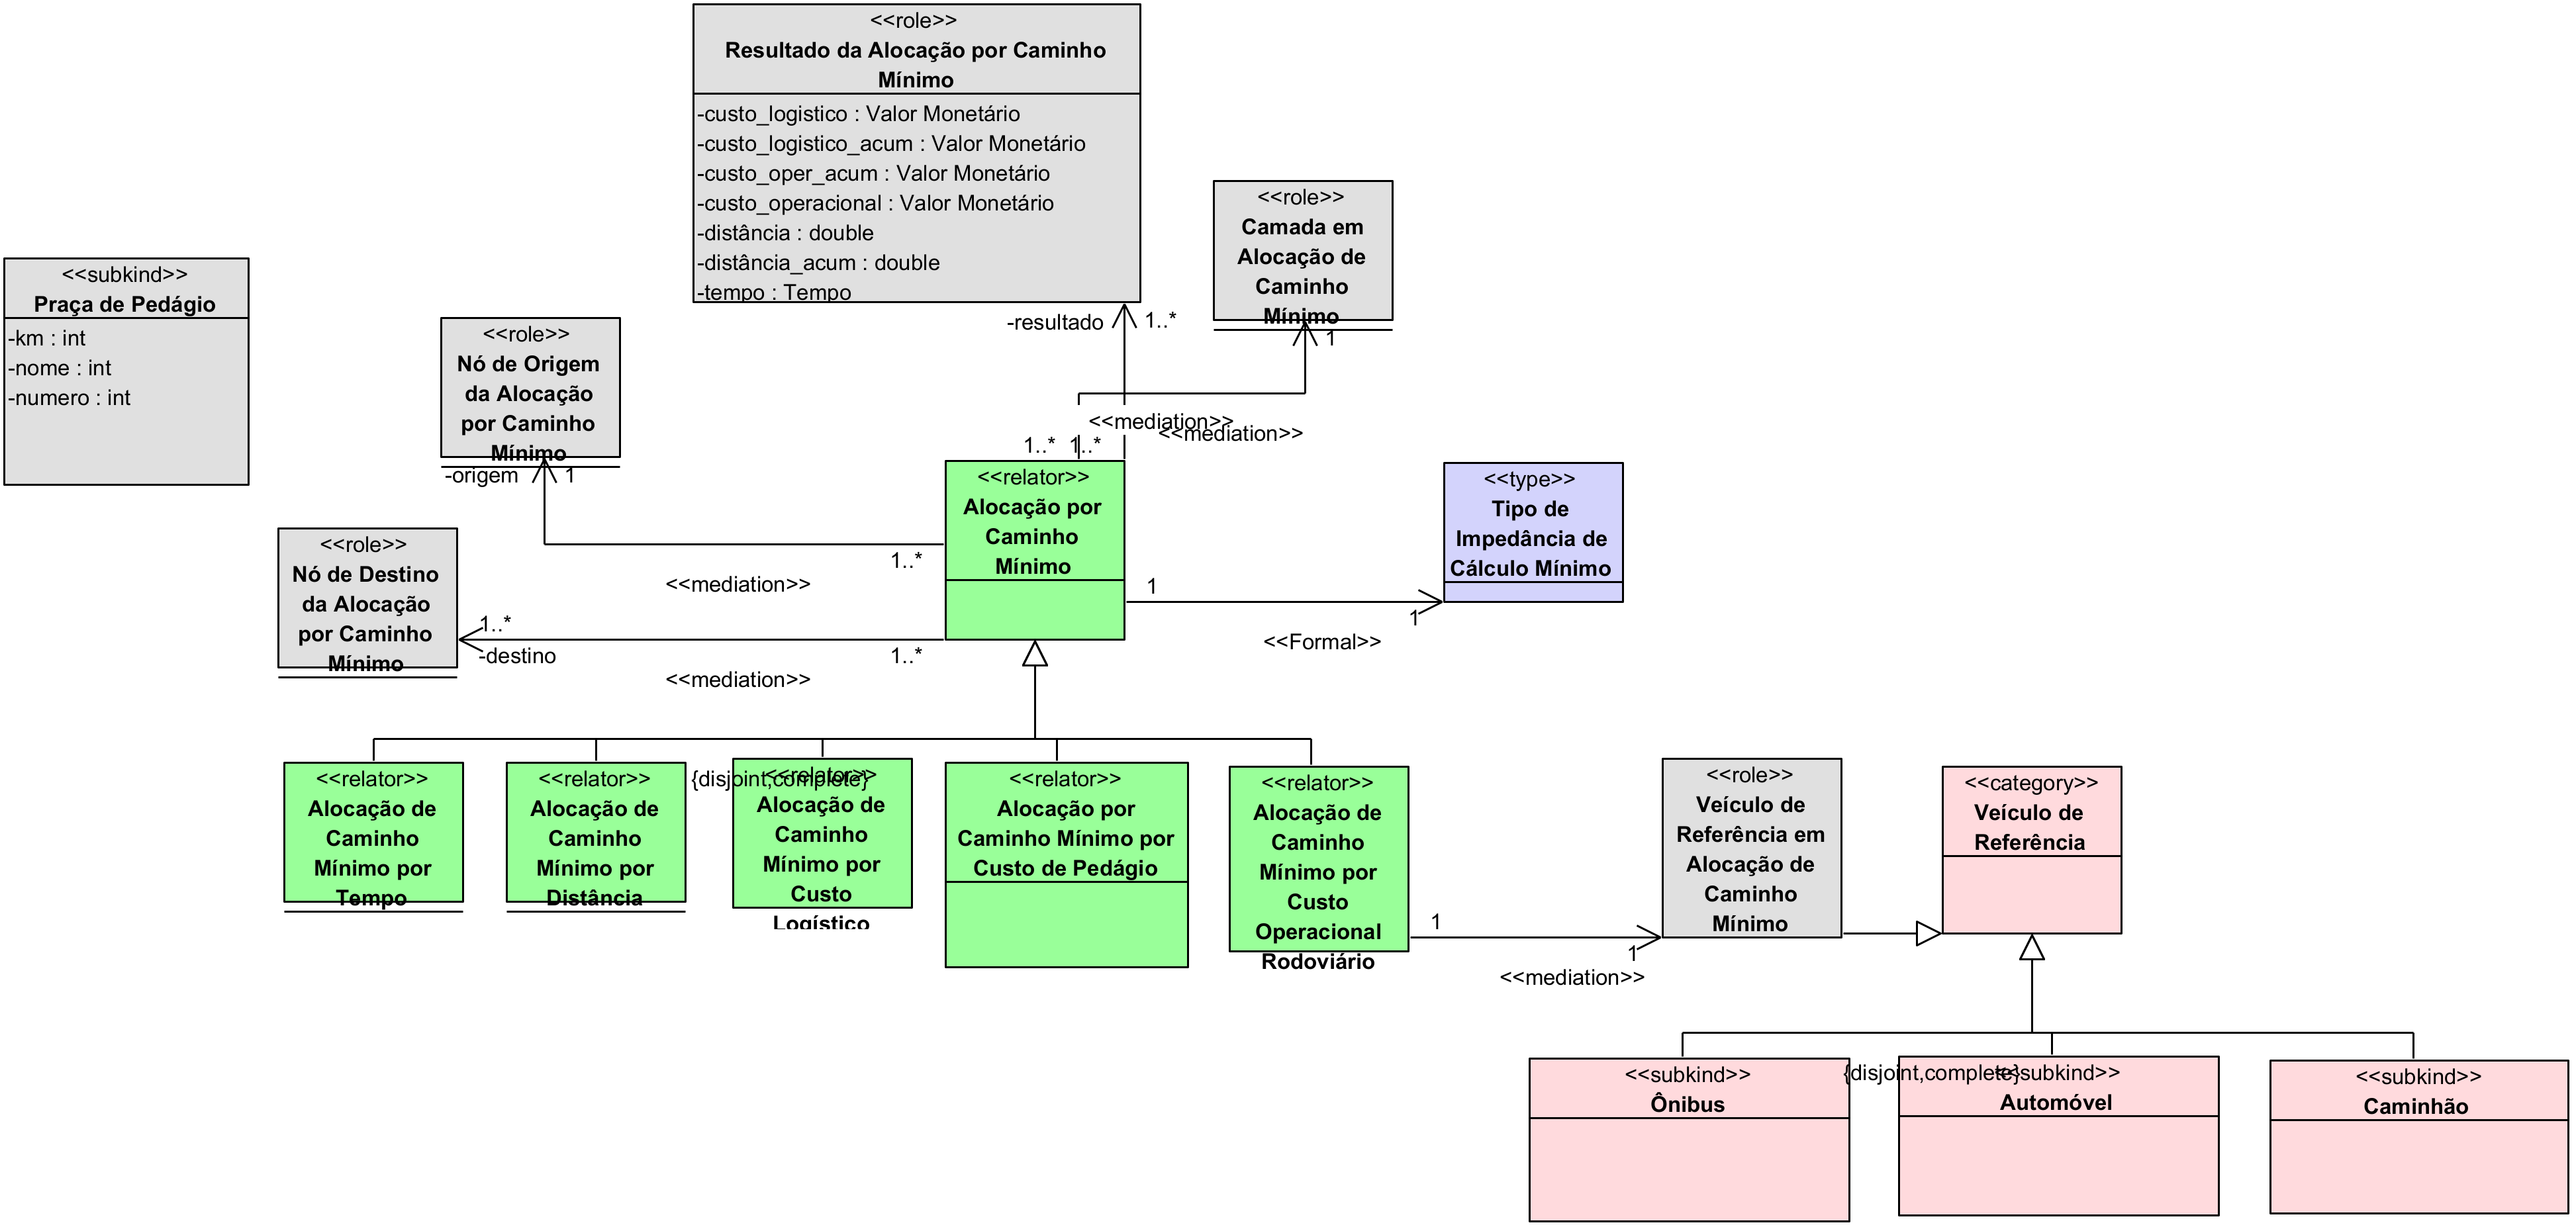 <<role>>
Resultado da Alocação por Caminho
Mínimo
-custo_logistico : Valor Monetário
-custo_logistico_acum : Valor Monetário
-custo_oper_acum : Valor Monetário
-custo_operacional : Valor Monetário
-distância : double
-distância_acum : double
-tempo : Tempo
<<role>>
Camada em
Alocação de
Caminho
Mínimo
<<subkind>>
Praça de Pedágio
-km : int
-nome : int
-numero : int
<<role>>
Nó de Origem
da Alocação
por Caminho
Mínimo
-resultado
1..*
1
<<mediation>>
<<mediation>>
1..*
1..*
-origem
1
<<relator>>
Alocação por
Caminho
Mínimo
<<type>>
Tipo de
Impedância de
Cálculo Mínimo
<<role>>
Nó de Destino
da Alocação
por Caminho
Mínimo
1..*
<<mediation>>
1
1
<<Formal>>
1..*
-destino
1..*
<<mediation>>
<<relator>>
Alocação de
Caminho
Mínimo por
Tempo
<<relator>>
Alocação de
Caminho
Mínimo por
Distância
{disjoint,complete}
<<relator>>
Alocação de
Caminho
Mínimo por
Custo
Logístico
<<relator>>
Alocação por
Caminho Mínimo por
Custo de Pedágio
<<relator>>
Alocação de
Caminho
Mínimo por
Custo
Operacional
Rodoviário
<<role>>
Veículo de
Referência em
Alocação de
Caminho
Mínimo
<<category>>
Veículo de
Referência
1
1
<<mediation>>
<<subkind>>
Ônibus
{disjoint,complete}
<<subkind>>
Automóvel
<<subkind>>
Caminhão